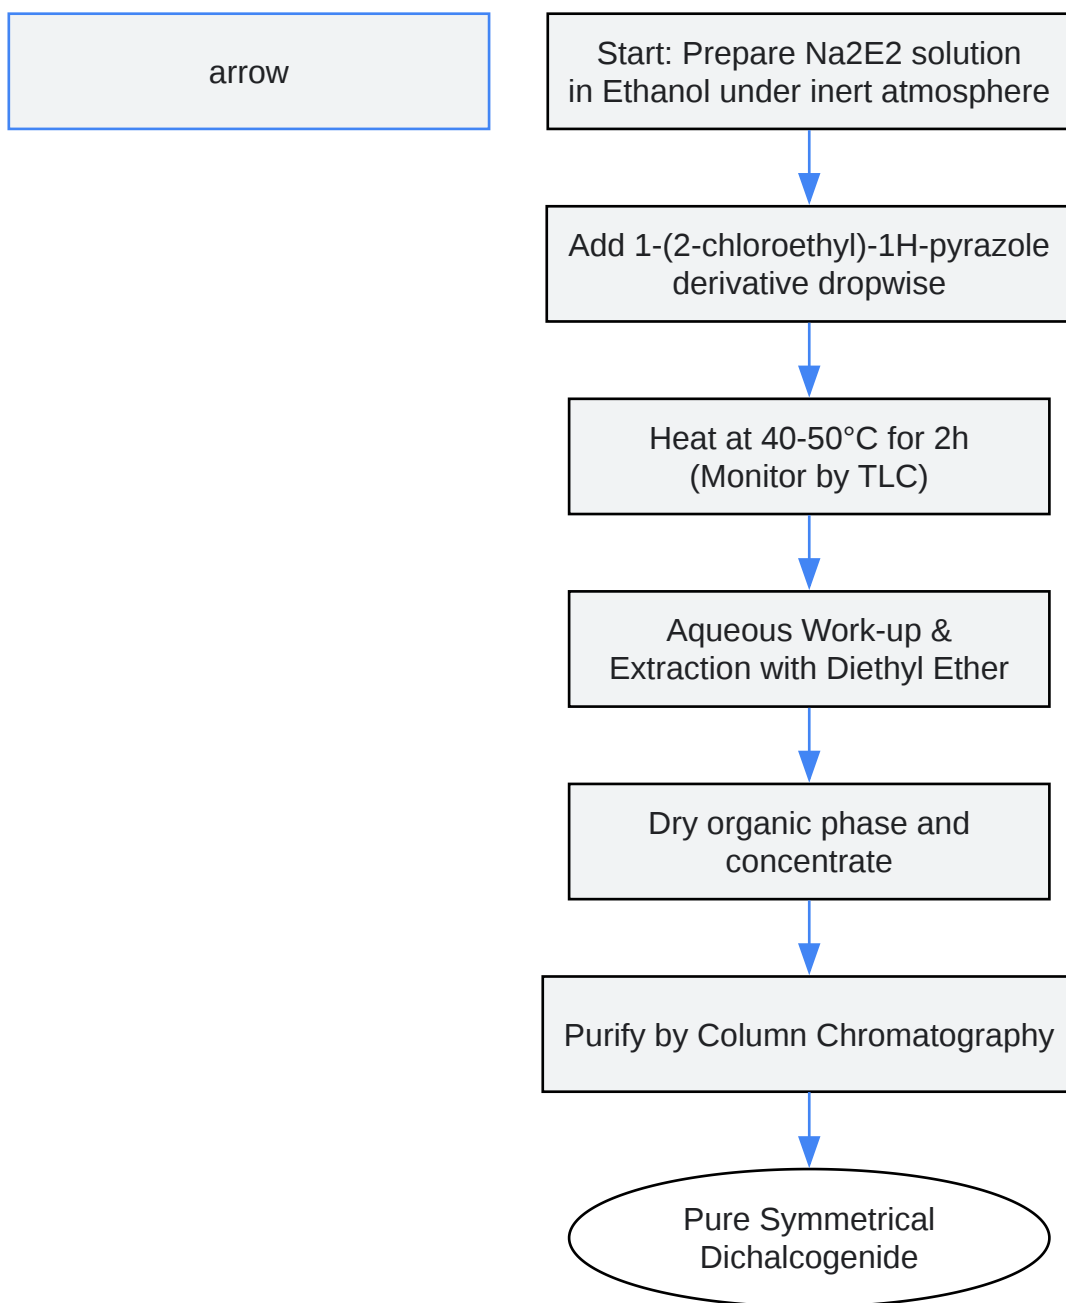 arrow
Start: Prepare Na2E2 solution
in Ethanol under inert atmosphere
Add 1-(2-chloroethyl)-1H-pyrazole
derivative dropwise
Heat at 40-50°C for 2h
(Monitor by TLC)
Aqueous Work-up &
Extraction with Diethyl Ether
Dry organic phase and
concentrate
Purify by Column Chromatography
Pure Symmetrical
Dichalcogenide